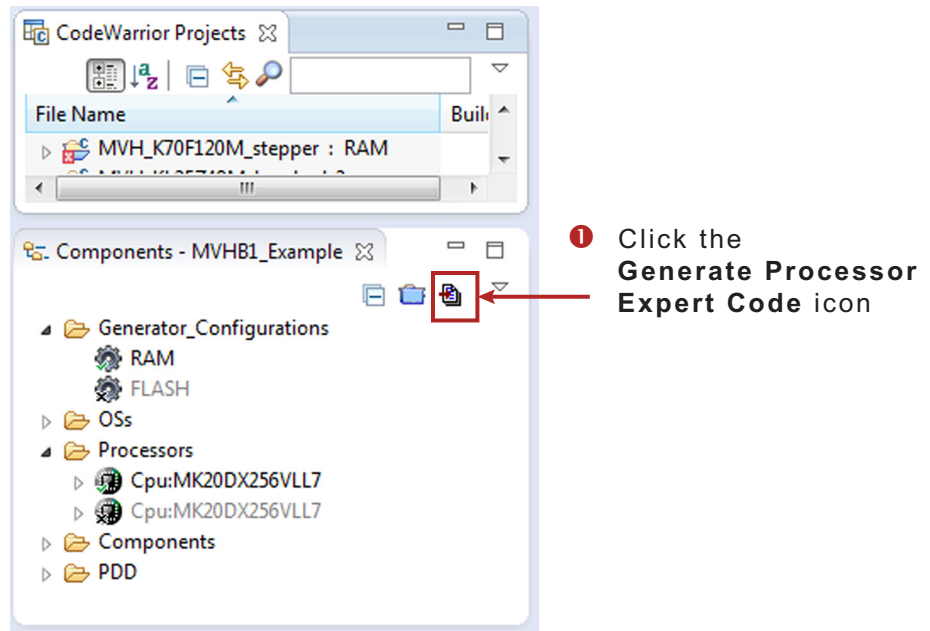 CodeWarrior Projects
File Name Buil
MVH_K70F120M_stepper : RAM
Components - MVHB1_Example
Generator_Configurations
RAM
FLASH
OSs
Processors
Cpu:MK20DX256VLL7
Cpu:MK20DX256VLL7
Components
PDD
1 Click the
Generate Processor
Expert Code icon